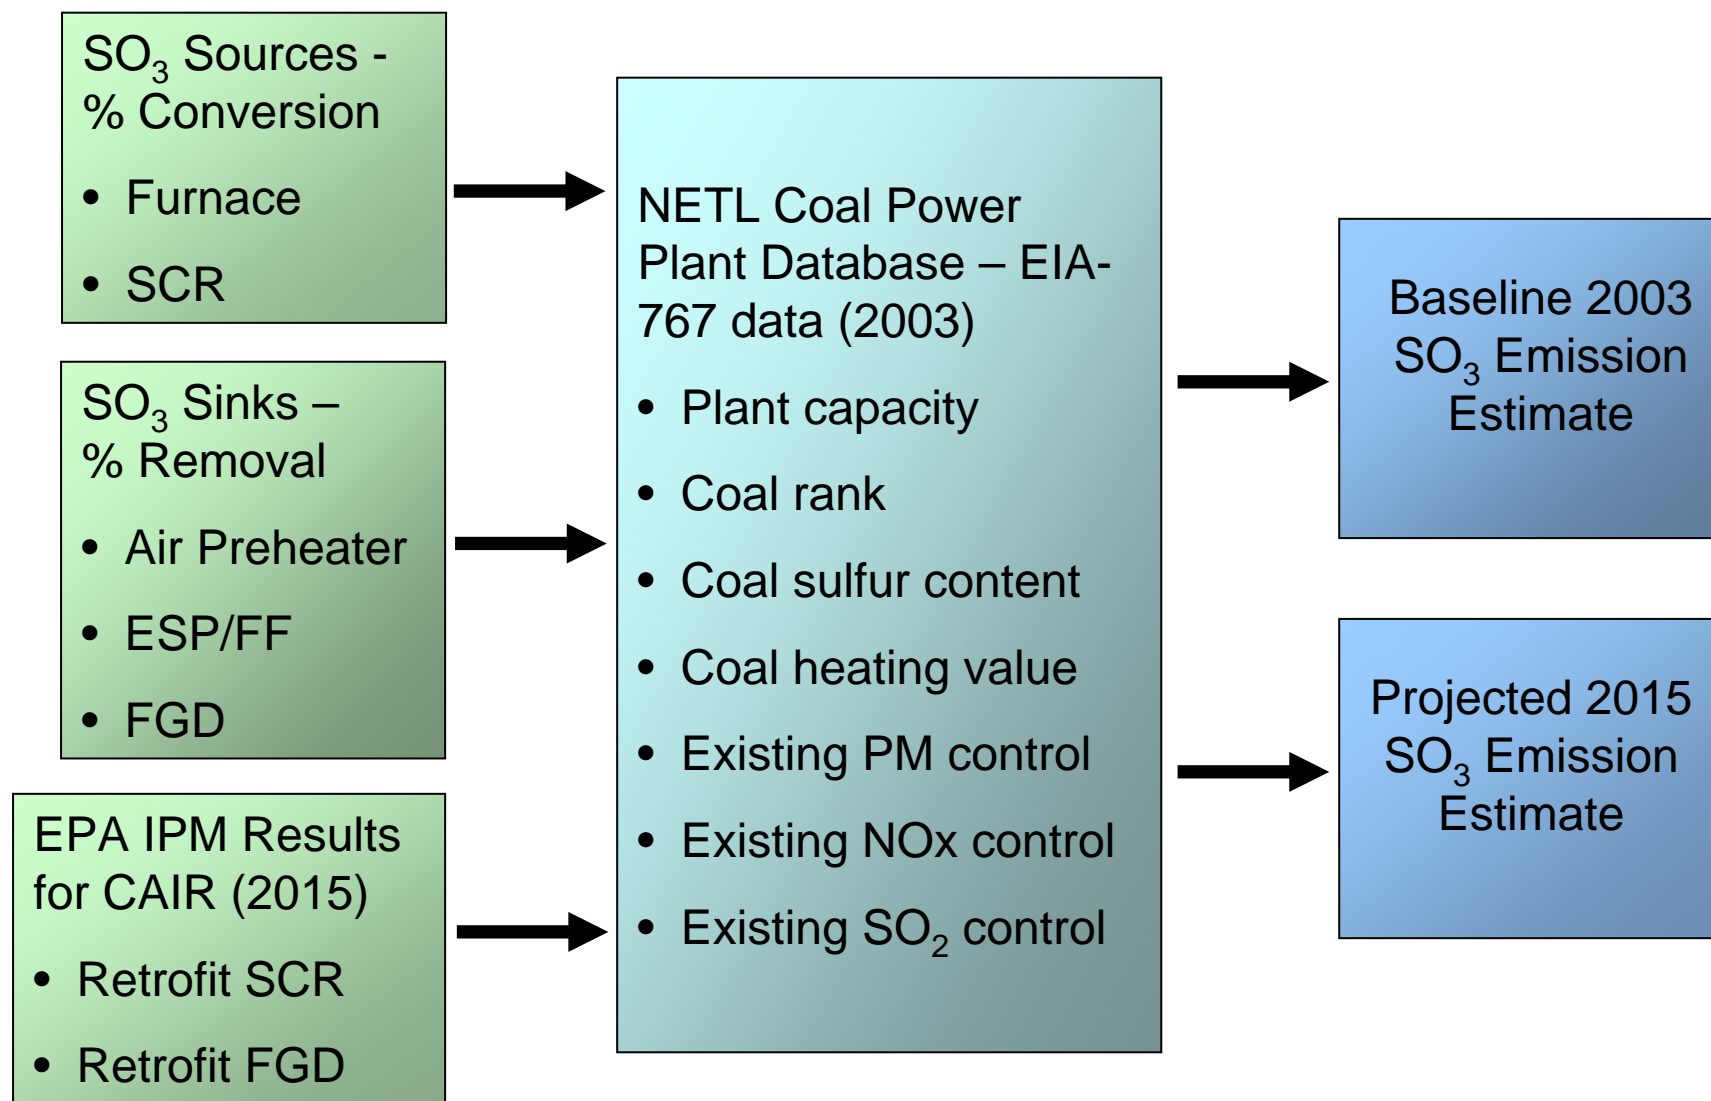 SO₃ Sources -
% Conversion
• Furnace
• SCR
SO₃ Sinks –
% Removal
• Air Preheater
• ESP/FF
• FGD
EPA IPM Results
for CAIR (2015)
• Retrofit SCR
• Retrofit FGD
NETL Coal Power
Plant Database – EIA-
767 data (2003)
• Plant capacity
• Coal rank
• Coal sulfur content
• Coal heating value
• Existing PM control
• Existing NOx control
• Existing SO₂ control
Baseline 2003
SO₃ Emission
Estimate
Projected 2015
SO₃ Emission
Estimate